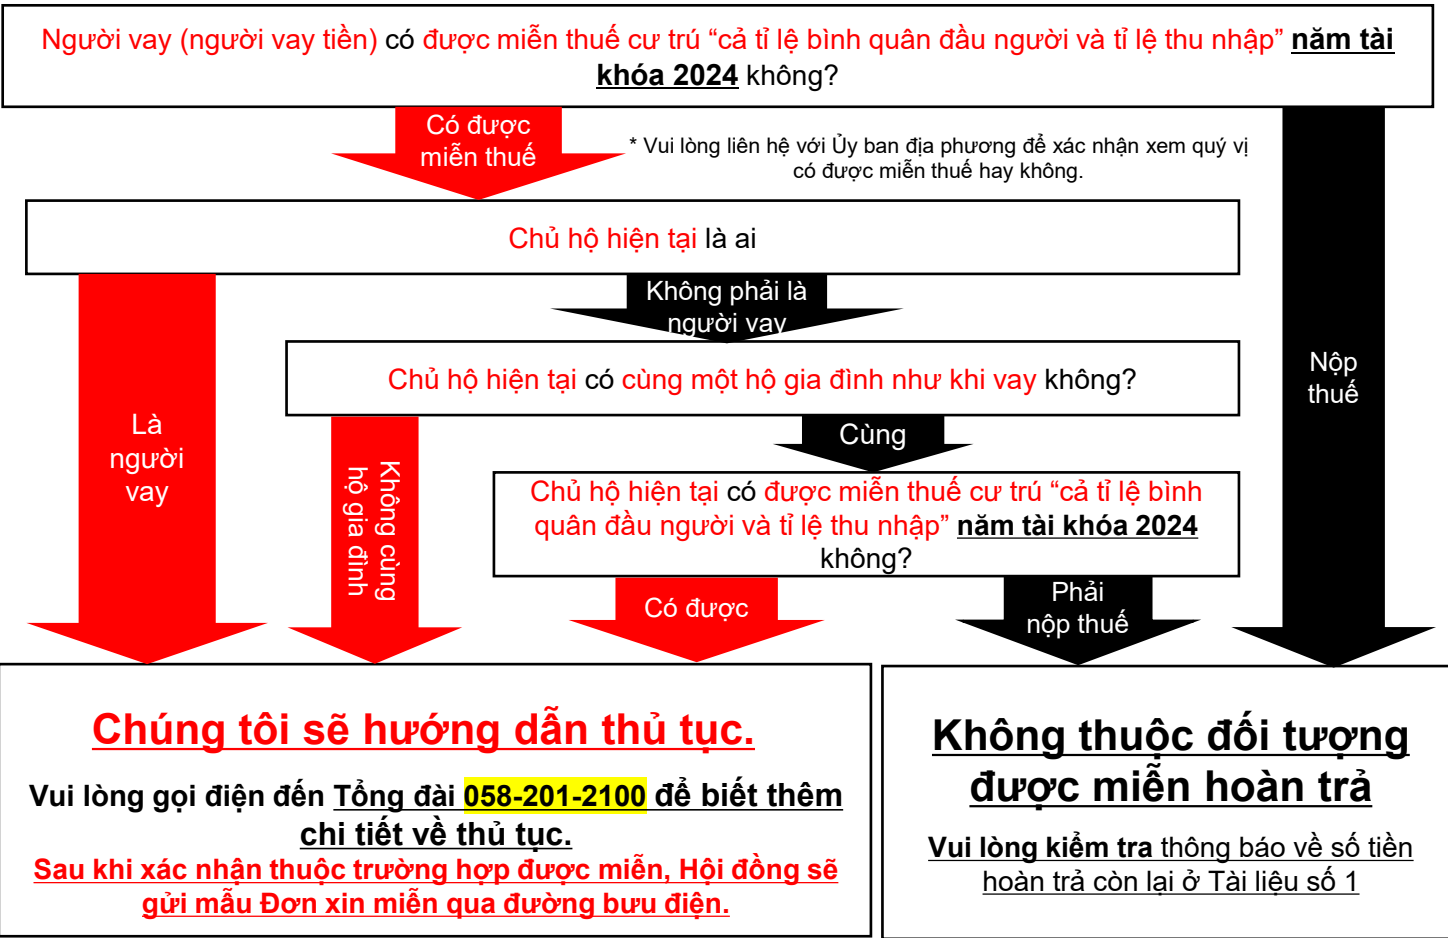 Người vay (người vay tiền) có được miễn thuế cư trú “cả tỉ lệ bình quân đầu người và tỉ lệ thu nhập” năm tài
khóa 2024 không?
Có được
miễn thuế
* Vui lòng liên hệ với Ủy ban địa phương để xác nhận xem quý vị
có được miễn thuế hay không.
Chủ hộ hiện tại là ai
Không phải là
người vay
Chủ hộ hiện tại có cùng một hộ gia đình như khi vay không?
Nộp
thuế
Là
người
vay
Không cùng
hộ gia đình
Cùng
Chủ hộ hiện tại có được miễn thuế cư trú “cả tỉ lệ bình
quân đầu người và tỉ lệ thu nhập” năm tài khóa 2024
không?
Có được
Phải
nộp thuế
Chúng tôi sẽ hướng dẫn thủ tục.
Vui lòng gọi điện đến Tổng đài 058-201-2100 để biết thêm
chi tiết về thủ tục.
Sau khi xác nhận thuộc trường hợp được miễn, Hội đồng sẽ
gửi mẫu Đơn xin miễn qua đường bưu điện.
Không thuộc đối tượng
được miễn hoàn trả
Vui lòng kiểm tra thông báo về số tiền
hoàn trả còn lại ở Tài liệu số 1